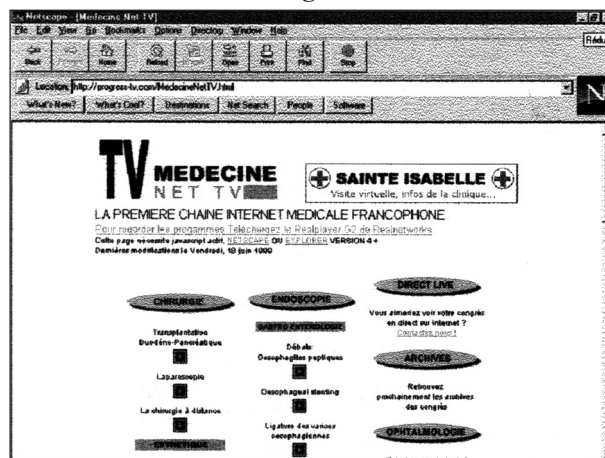 Netscape - [Medecine Net TV]
File Edit View Go Bookmarks Options Directory Window Help
Rédu
Back
Home
Reload
Open
Print
Find
Stop
Location: http://progress-tv.com/MedecineNetTV.html
What's New?
What's Cool?
Destinations
Net Search
People
Software
N
TV MEDECINE
NET TV
SAINTE ISABELLE
Visite virtuelle, infos de la clinique...
LA PREMIERE CHAINE INTERNET MEDICALE FRANCOPHONE
Pour regarder les progammes Téléchargez le Realplayer G2 de Realnetworks
Cette page nécessite javascript actif, NETSCAPE OU EXPLORER VERSION 4 +
Dernières modifications le Vendredi, 18 juin 1999
CHIRURGIE
Transplantation
Duodéno-Pancréatique
Laparoscopie
La chirurgie à distance
ESTHETIQUE
ENDOSCOPIE
GASTRO ENTEROLOGIE
Débats:
Oesophagites peptiques
Oesophageal stenting
Ligature des varices
oesophagiennes
DIRECT LIVE
Vous aimeriez voir votre congrès
en direct sur internet ?
Contactez nous !
ARCHIVES
Retrouvez
prochainement les archives
des congrès
OPHTALMOLOGIE